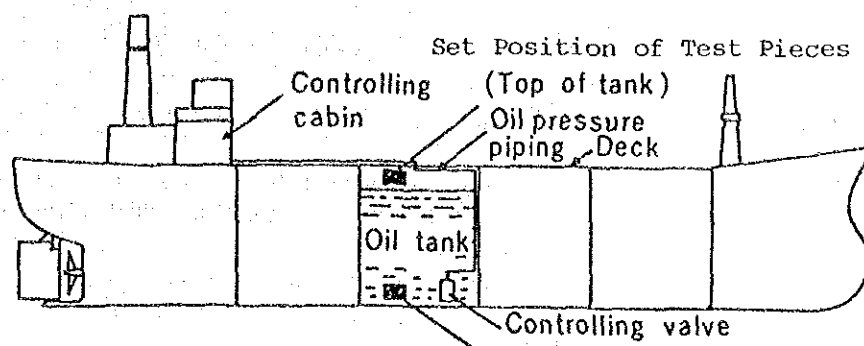 Set Position of Test Pieces
(Top of tank)
Controlling
cabin
Oil pressure
piping
Deck
Oil tank
Controlling valve